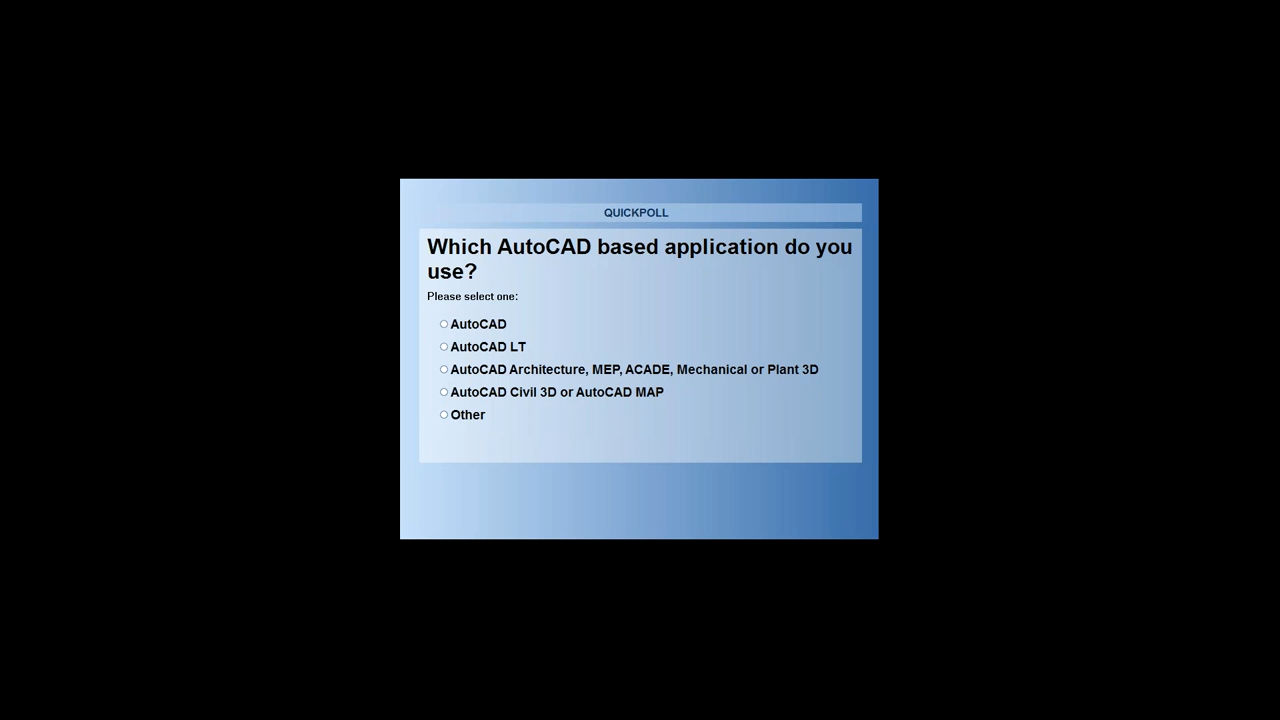 QUICKPOLL
Which AutoCAD based application do you
use?
Please select one:
AutoCAD
AutoCAD LT
AutoCAD Architecture, MEP, ACADE, Mechanical or Plant 3D
AutoCAD Civil 3D or AutoCAD MAP
Other